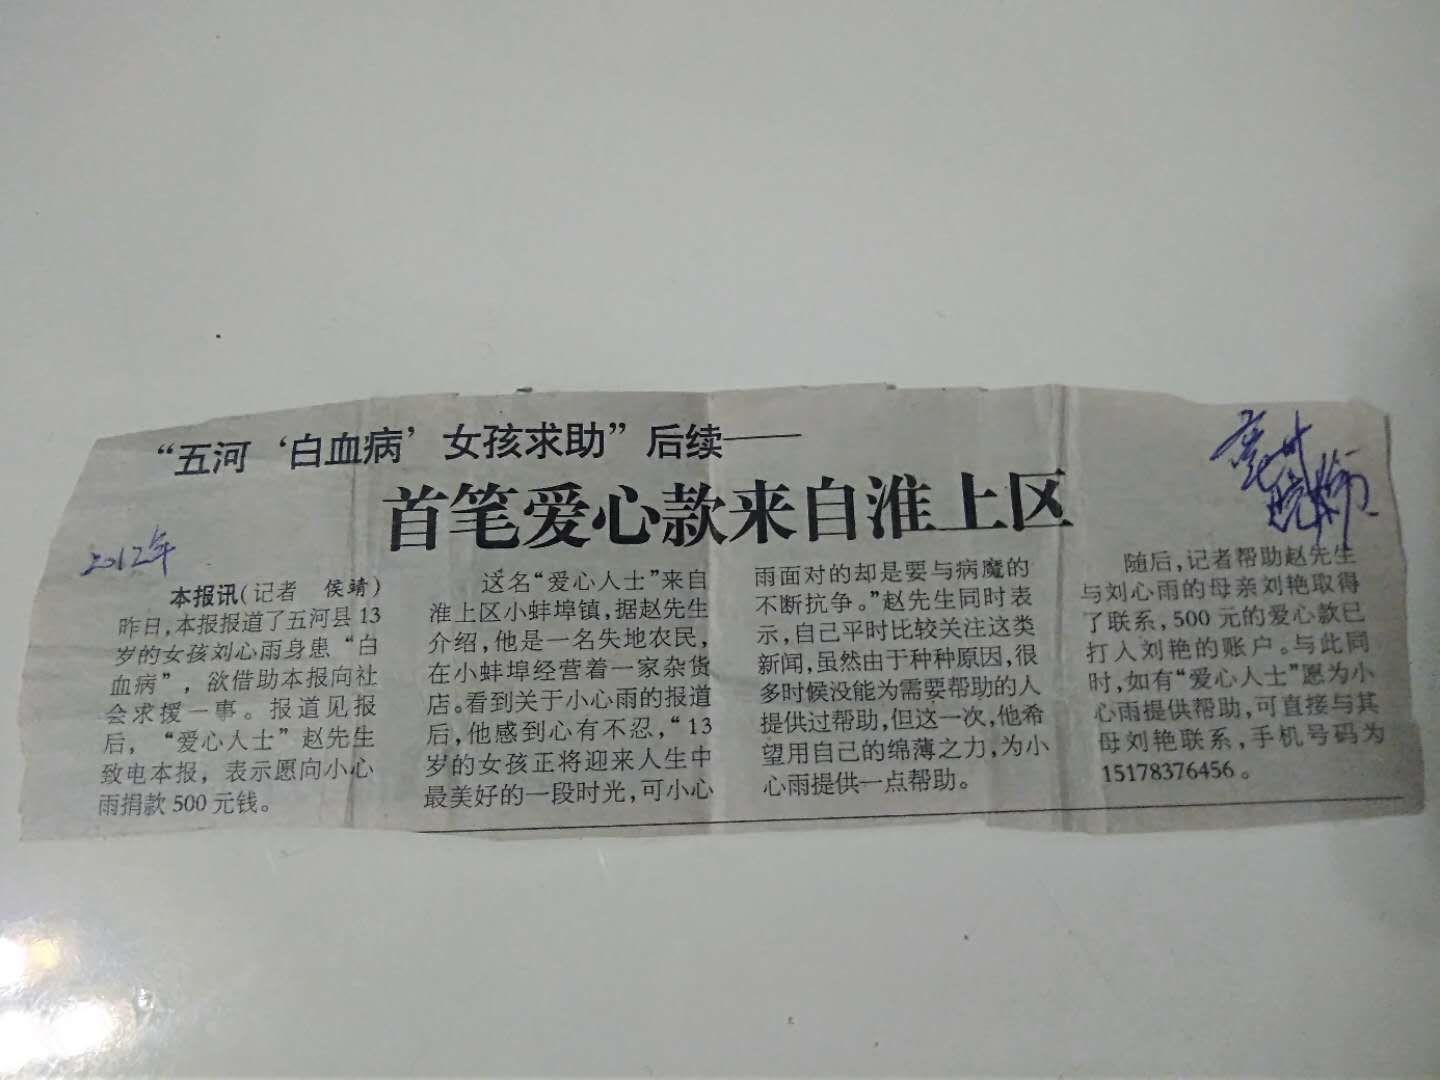 “五河‘白血病’女孩求助”后续——
首笔爱心款来自淮上区
2012年
本报讯(记者 侯靖)
昨日,本报报道了五河县13
岁的女孩刘心雨身患“白
血病”，欲借助本报向社
会求援一事。报道见报
后，“爱心人士”赵先生
致电本报，表示愿向小心
雨捐款500元钱。
这名“爱心人士”来自
淮上区小蚌埠镇,据赵先生
介绍,他是一名失地农民,
在小蚌埠经营着一家杂货
店。看到关于小心雨的报道
后,他感到心有不忍,“13
岁的女孩正将迎来人生中
最美好的一段时光,可小心
雨面对的却是要与病魔的
不断抗争。”赵先生同时表
示,自己平时比较关注这类
新闻,虽然由于种种原因,很
多时候没能为需要帮助的人
提供过帮助,但这一次,他希
望用自己的绵薄之力,为小
心雨提供一点帮助。
随后,记者帮助赵先生
与刘心雨的母亲刘艳取得
了联系,500元的爱心款已
打入刘艳的账户。与此同
时,如有“爱心人士”愿为小
心雨提供帮助,可直接与其
母刘艳联系,手机号码为
15178376456。